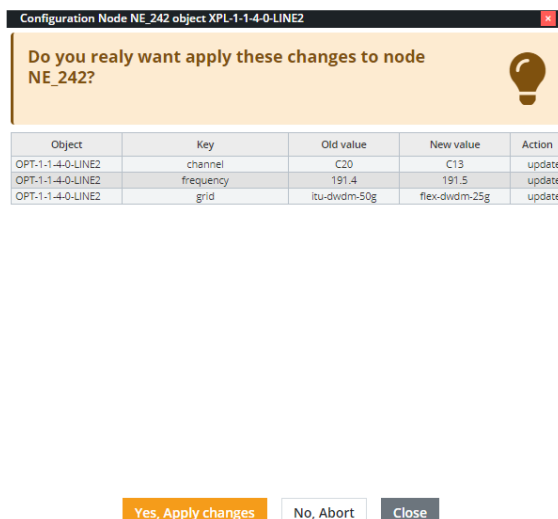 Configuration Node NE_242 object XPL-1-1-4-0-LINE2
Do you realy want apply these changes to node
NE_242?
Object Key Old value New value Action
OPT-1-1-4-0-LINE2 channel C20 C13 update
OPT-1-1-4-0-LINE2 frequency 191.4 191.5 update
OPT-1-1-4-0-LINE2 grid itu-dwdm-50g flex-dwdm-25g update
Yes, Apply changes No, Abort Close